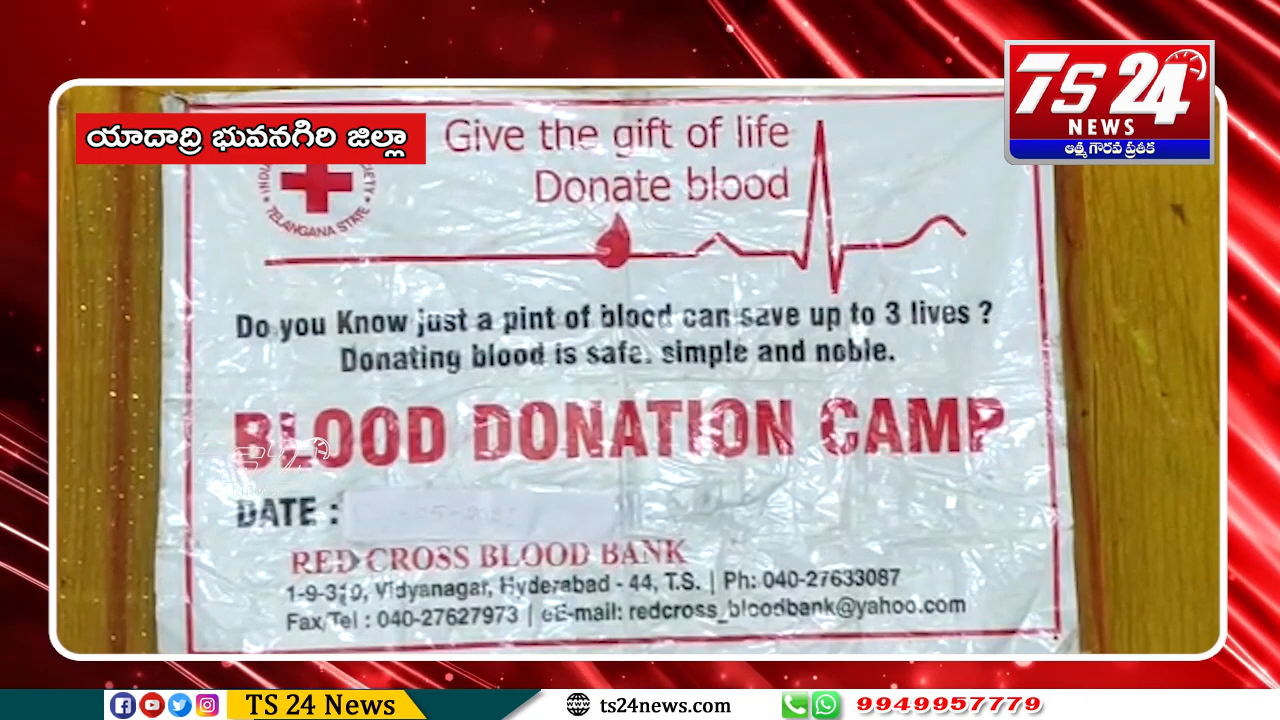 యాదాద్రి భువనగిరి జిల్లా
TS 24
NEWS
ఆత్మ గౌరవ ప్రతీక
Give the gift of life
Donate blood
TELANGANA STATE
Do you Know just a pint of blood can save up to 3 lives ?
Donating blood is safe. simple and noble.
BLOOD DONATION CAMP
DATE :
RED CROSS BLOOD BANK
1-9-310, Vidyanagar, Hyderabad - 44, T.S. | Ph: 040-27633087
Fax/Tel : 040-27627973 | eE-mail: redcross_bloodbank@yahoo.com
TS 24 News
ts24news.com
9949957779